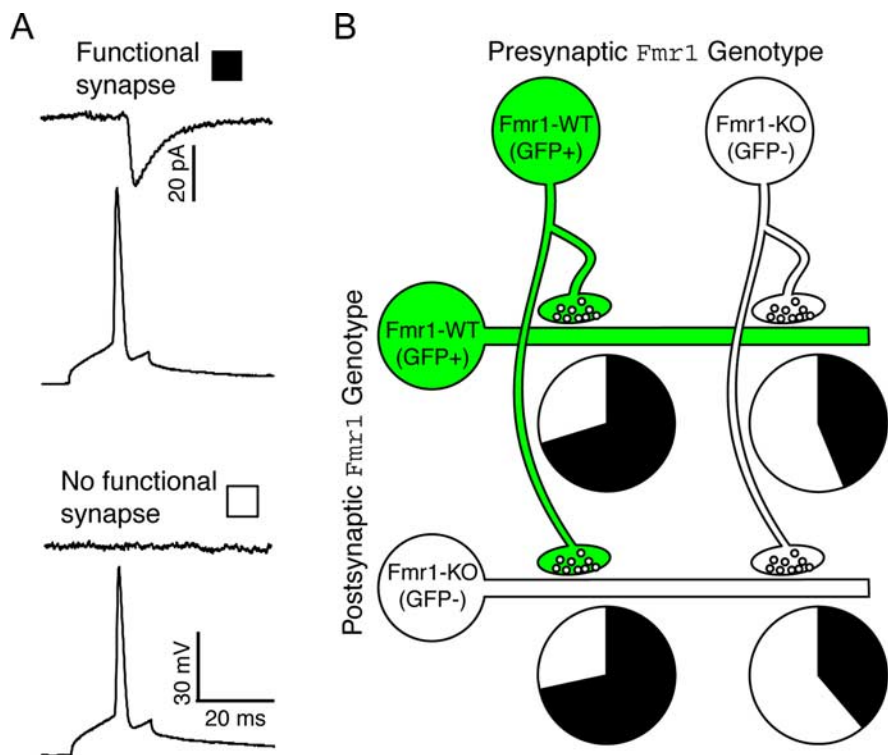 A
Functional
synapse
20 pA
No functional
synapse
30 mV
20 ms
B
Presynaptic Fmr1 Genotype
Fmr1-WT
(GFP+)
Fmr1-KO
(GFP-)
Postsynaptic Fmr1 Genotype
Fmr1-WT
(GFP+)
Fmr1-KO
(GFP-)